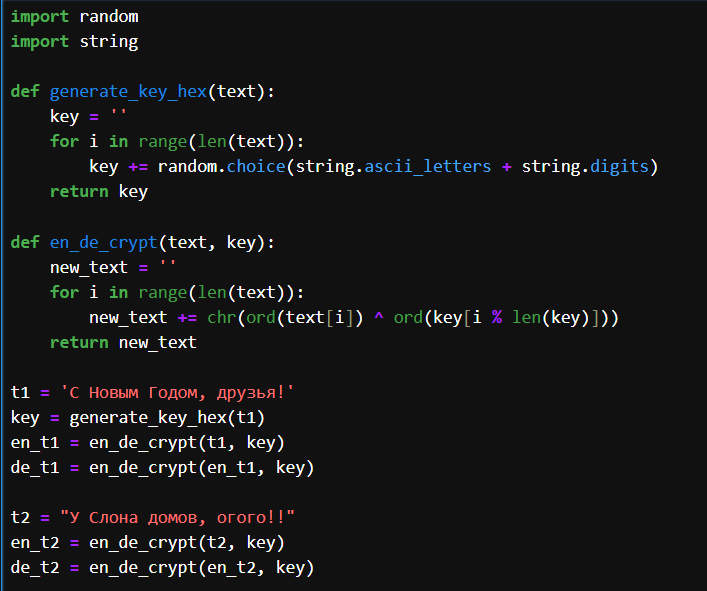 import random
import string
def generate_key_hex(text):
    key = ''
    for i in range(len(text)):
        key += random.choice(string.ascii_letters + string.digits)
    return key
def en_de_crypt(text, key):
    new_text = ''
    for i in range(len(text)):
        new_text += chr(ord(text[i]) ^ ord(key[i % len(key)]))
    return new_text
t1 = 'С Новым Годом, друзья!'
key = generate_key_hex(t1)
en_t1 = en_de_crypt(t1, key)
de_t1 = en_de_crypt(en_t1, key)
t2 = "У Слона домов, огого!!"
en_t2 = en_de_crypt(t2, key)
de_t2 = en_de_crypt(en_t2, key)